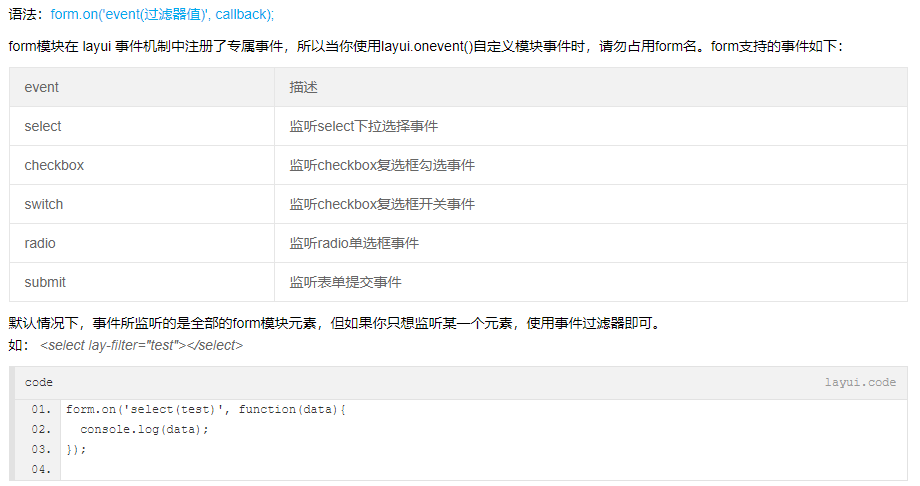 语法：form.on('event(过滤器值)', callback);
form模块在 layui 事件机制中注册了专属事件，所以当你使用layui.onevent()自定义模块事件时，请勿占用form名。form支持的事件如下：
event 描述
select 监听select下拉选择事件
checkbox 监听checkbox复选框勾选事件
switch 监听checkbox复选框开关事件
radio 监听radio单选框事件
submit 监听表单提交事件
默认情况下，事件所监听的是全部的form模块元素，但如果你只想监听某一个元素，使用事件过滤器即可。
如： <select lay-filter="test"></select>
code layui.code
01. form.on('select(test)', function(data){
02.   console.log(data);
03. });
04.